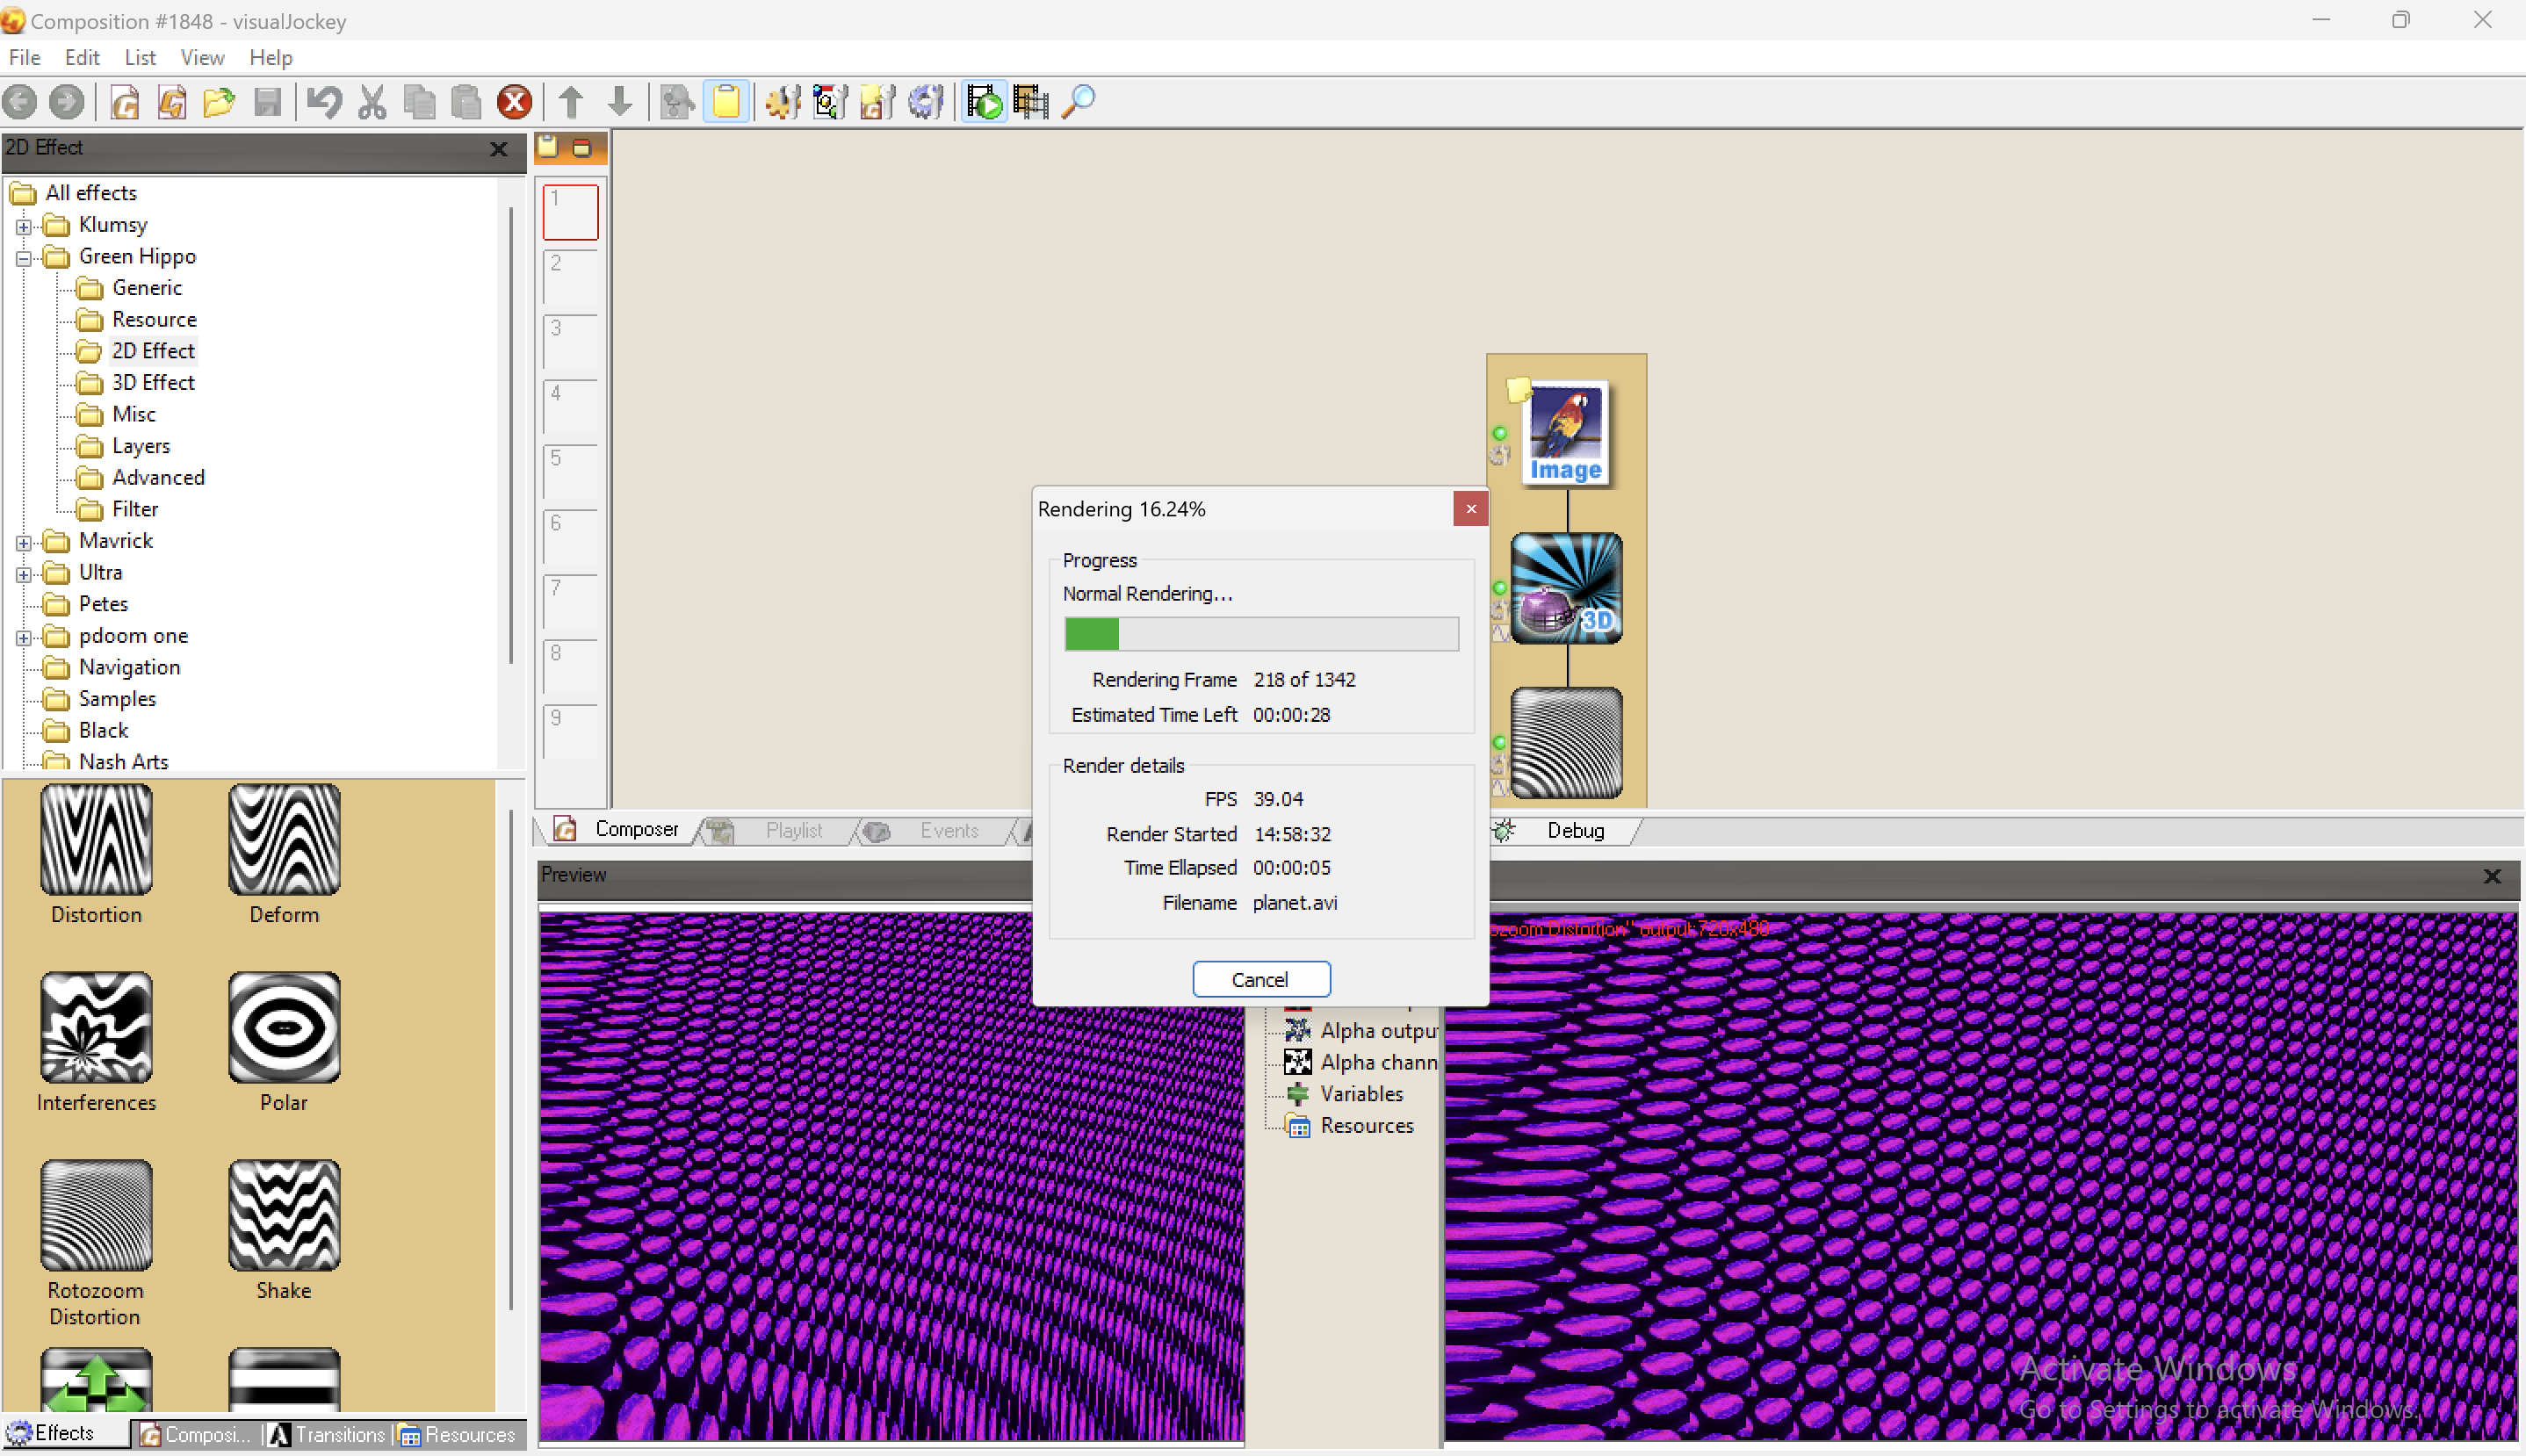 Composition #1848 - visualJockey
File Edit List View Help
2D Effect
All effects
Klumsy
Green Hippo
Generic
Resource
2D Effect
3D Effect
Misc
Layers
Advanced
Filter
Mavrick
Ultra
Petes
pdoom one
Navigation
Samples
Black
Nash Arts
Distortion
Deform
Interferences
Polar
Rotozoom
Distortion
Shake
Effects
Composi...
Transitions
Resources
1
2
3
4
5
6
7
8
9
Image
3D
Rendering 16.24%
Progress
Normal Rendering...
Rendering Frame 218 of 1342
Estimated Time Left 00:00:28
Render details
FPS 39.04
Render Started 14:58:32
Time Ellapsed 00:00:05
Filename planet.avi
Cancel
Composer
Playlist
Events
Debug
Preview
ozoom Distortion" output:720x480
Alpha outpu
Alpha chann
Variables
Resources
Activate Windows
Go to Settings to activate Windows.